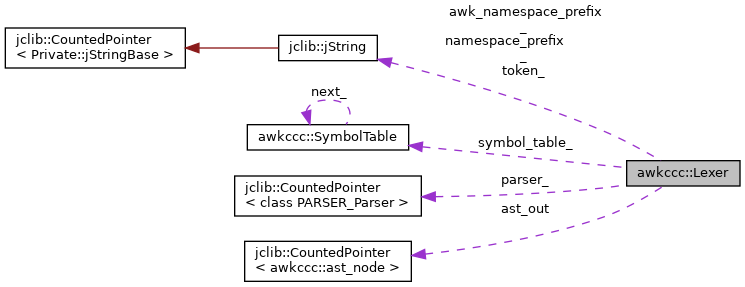 awk_namespace_prefix
_
namespace_prefix
_
token_
jclib::CountedPointer
< Private::jStringBase >
jclib::jString
next_
awkccc::SymbolTable
symbol_table_
awkccc::Lexer
parser_
jclib::CountedPointer
< class PARSER_Parser >
ast_out
jclib::CountedPointer
< awkccc::ast_node >